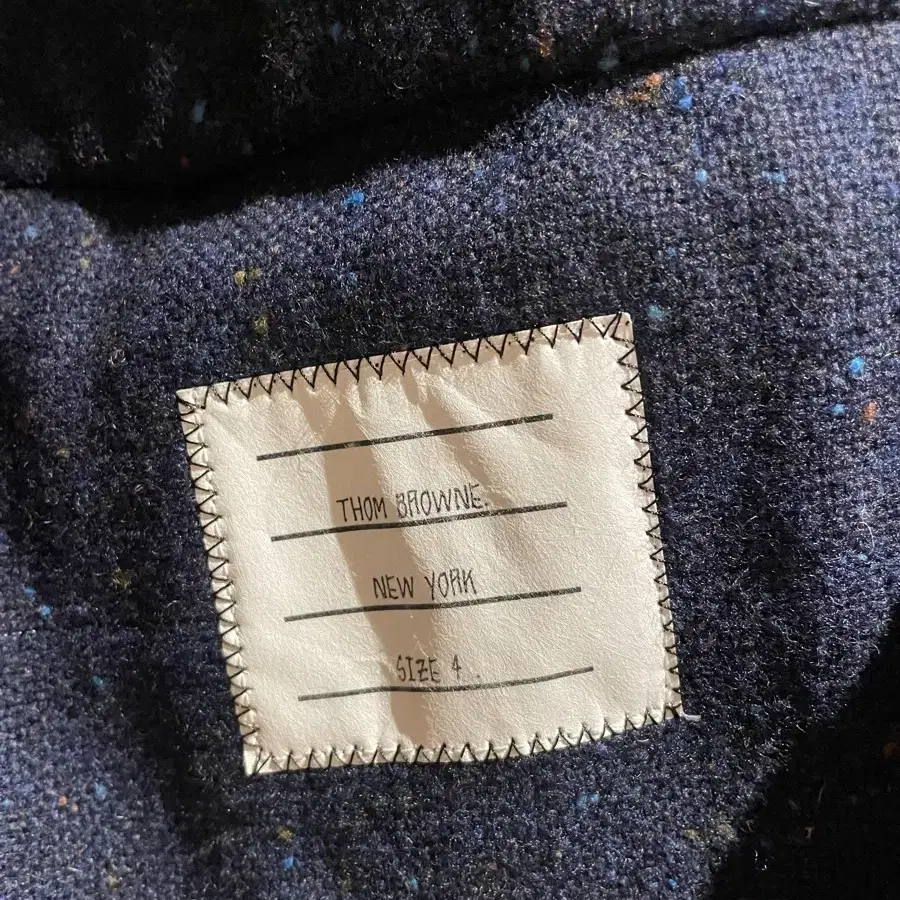 THOM BROWNE.
NEW YORK
SIZE 4.